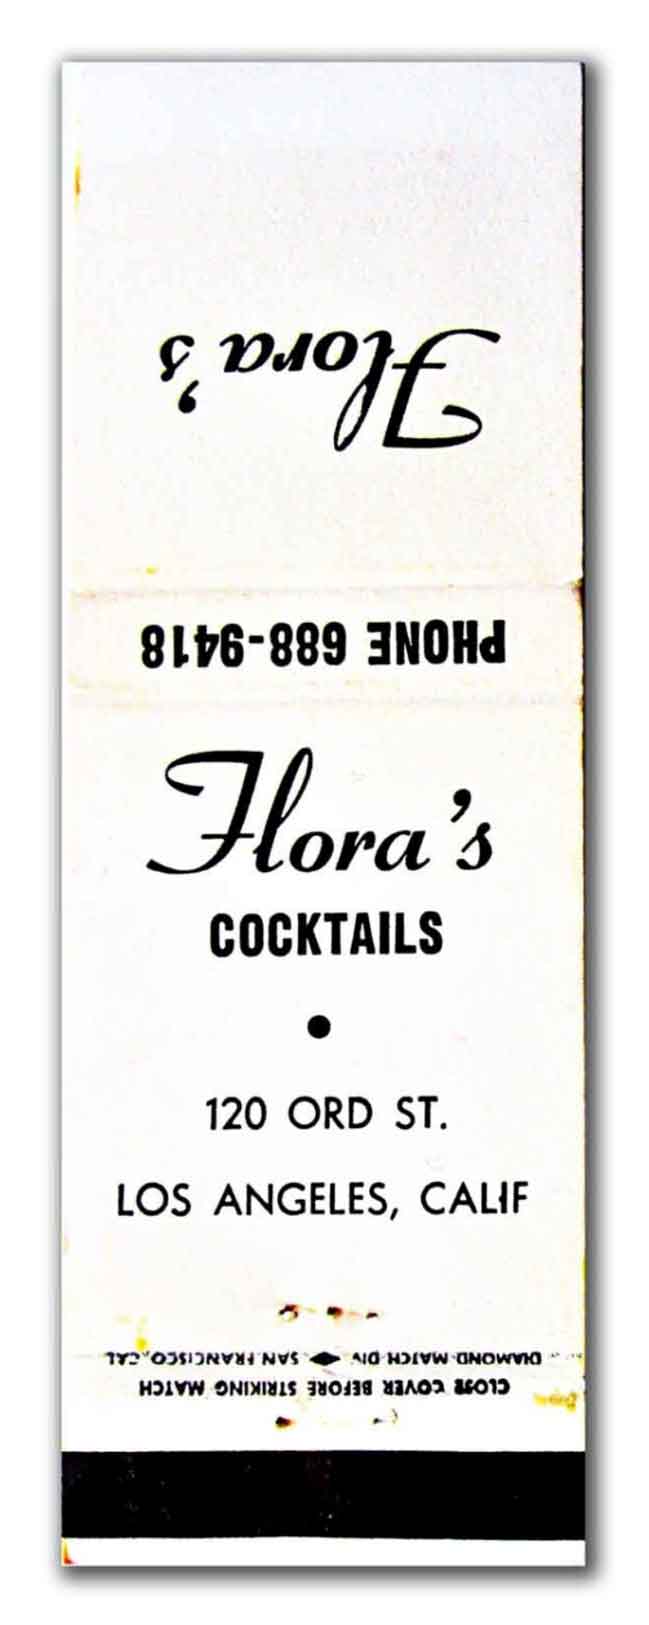 Flora's
PHONE 688-9418
Flora's
COCKTAILS
120 ORD ST.
LOS ANGELES, CALIF
CLOSE COVER BEFORE STRIKING MATCH
DIAMOND MATCH DIV. SAN FRANCISCO, CAL